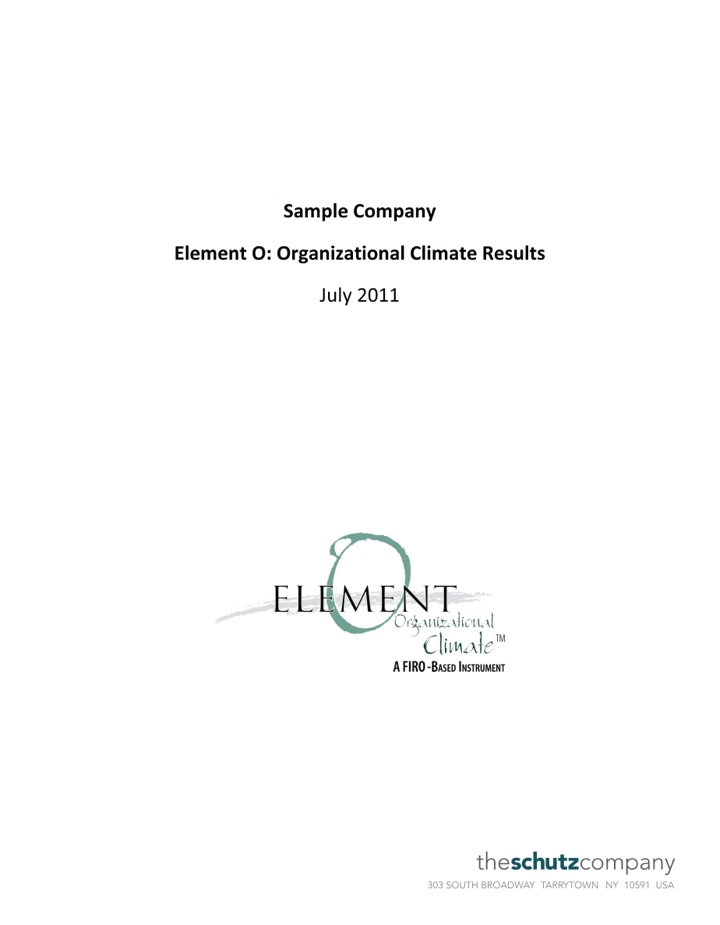 Sample Company
Element O: Organizational Climate Results
July 2011
ELEMENT
Organizational
Climate™
A FIRO-BASED INSTRUMENT
theschutzcompany
303 SOUTH BROADWAY TARRYTOWN NY 10591 USA